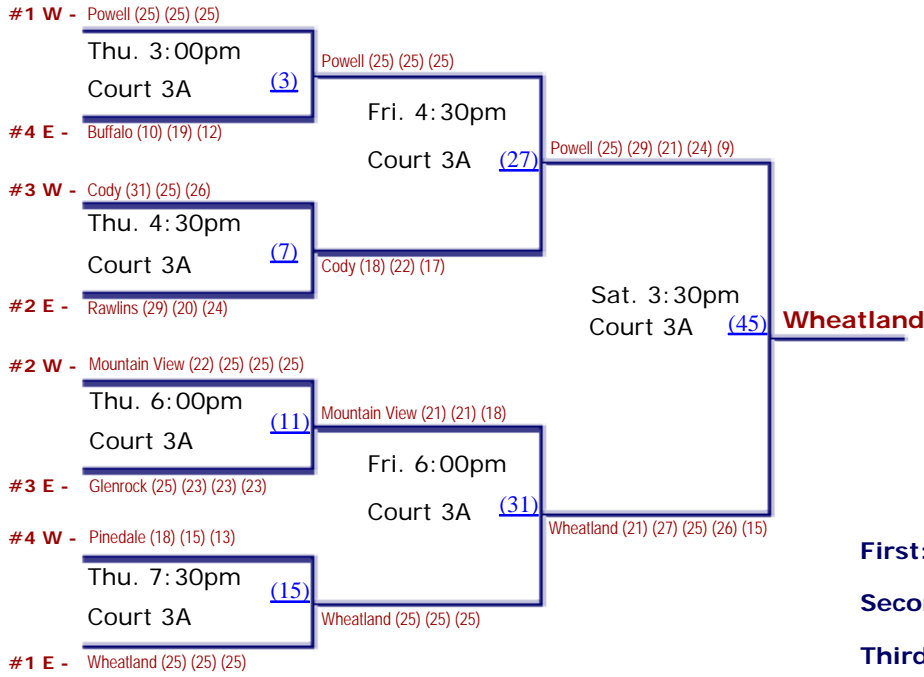 #1 W - Powell (25) (25) (25)
Thu. 3:00pm
Court 3A (3)
#4 E - Buffalo (10) (19) (12)
Powell (25) (25) (25)
Fri. 4:30pm
Court 3A (27)
#3 W - Cody (31) (25) (26)
Thu. 4:30pm
Court 3A (7)
#2 E - Rawlins (29) (20) (24)
Cody (18) (22) (17)
Powell (25) (29) (21) (24) (9)
Sat. 3:30pm
Court 3A (45)
Wheatland
#2 W - Mountain View (22) (25) (25) (25)
Thu. 6:00pm
Court 3A (11)
#3 E - Glenrock (25) (23) (23) (23)
Mountain View (21) (21) (18)
Fri. 6:00pm
Court 3A (31)
#4 W - Pinedale (18) (15) (13)
Thu. 7:30pm
Court 3A (15)
#1 E - Wheatland (25) (25) (25)
Wheatland (25) (25) (25)
Wheatland (21) (27) (25) (26) (15)
First:
Secon
Third